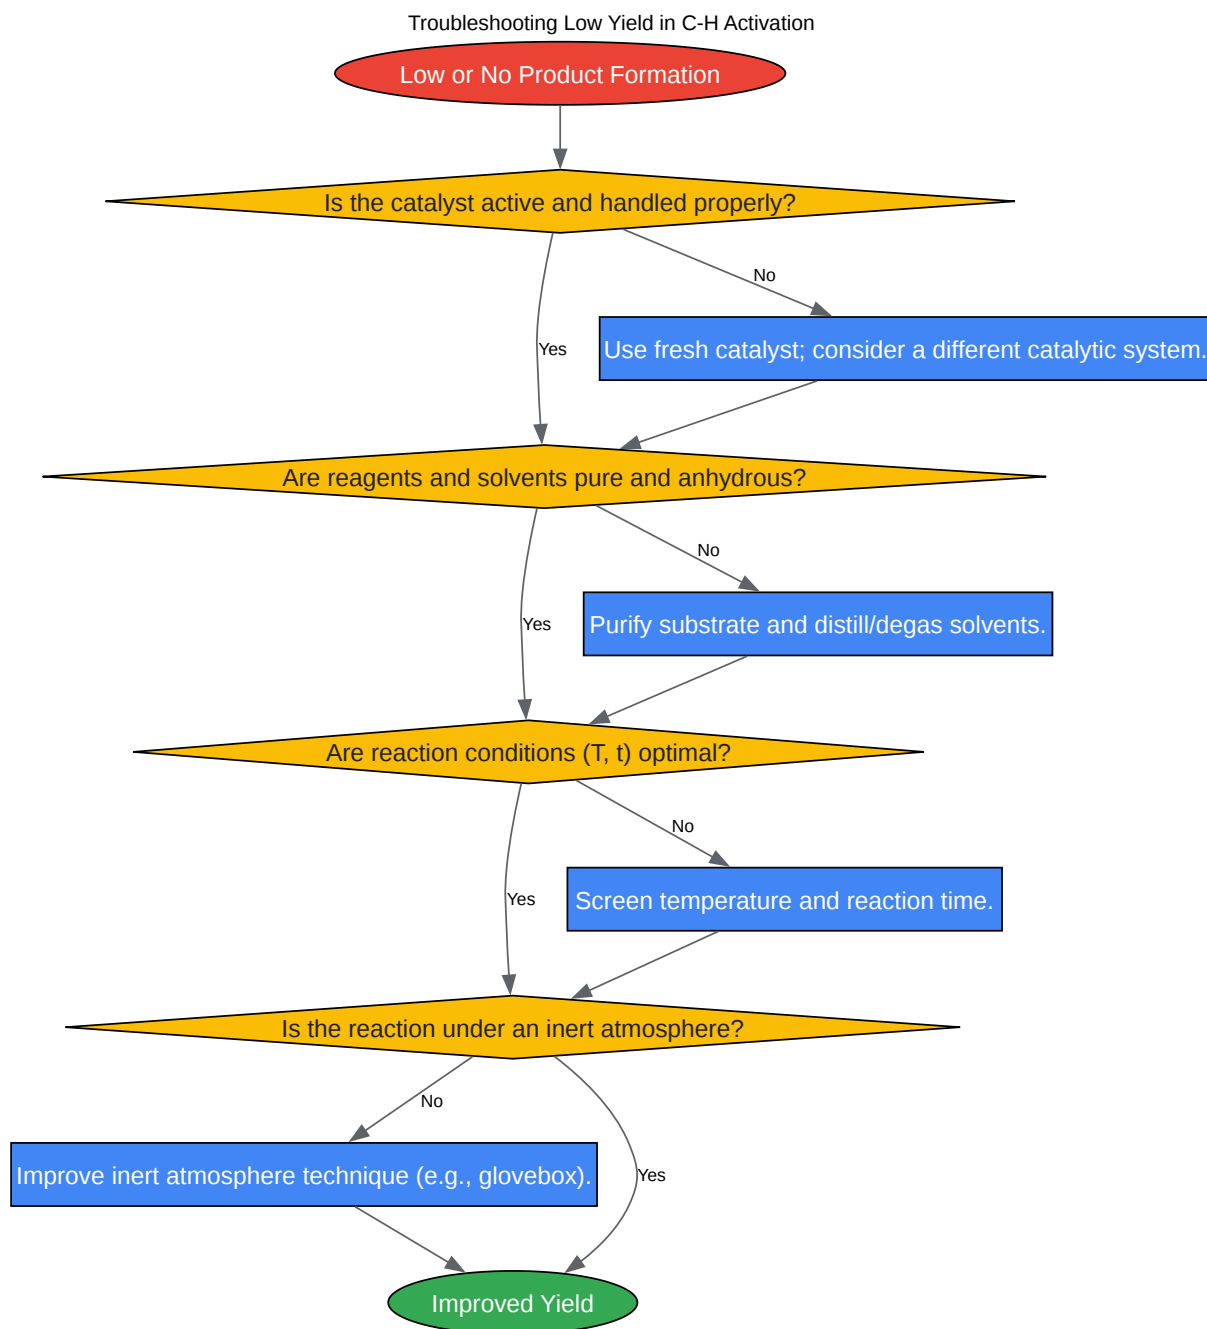 Troubleshooting Low Yield in C-H Activation
Low or No Product Formation
Is the catalyst active and handled properly?
No
Yes
Use fresh catalyst; consider a different catalytic system.
Are reagents and solvents pure and anhydrous?
No
Yes
Purify substrate and distill/degas solvents.
Are reaction conditions (T, t) optimal?
No
Yes
Screen temperature and reaction time.
Is the reaction under an inert atmosphere?
No
Improve inert atmosphere technique (e.g., glovebox).
Yes
Improved Yield